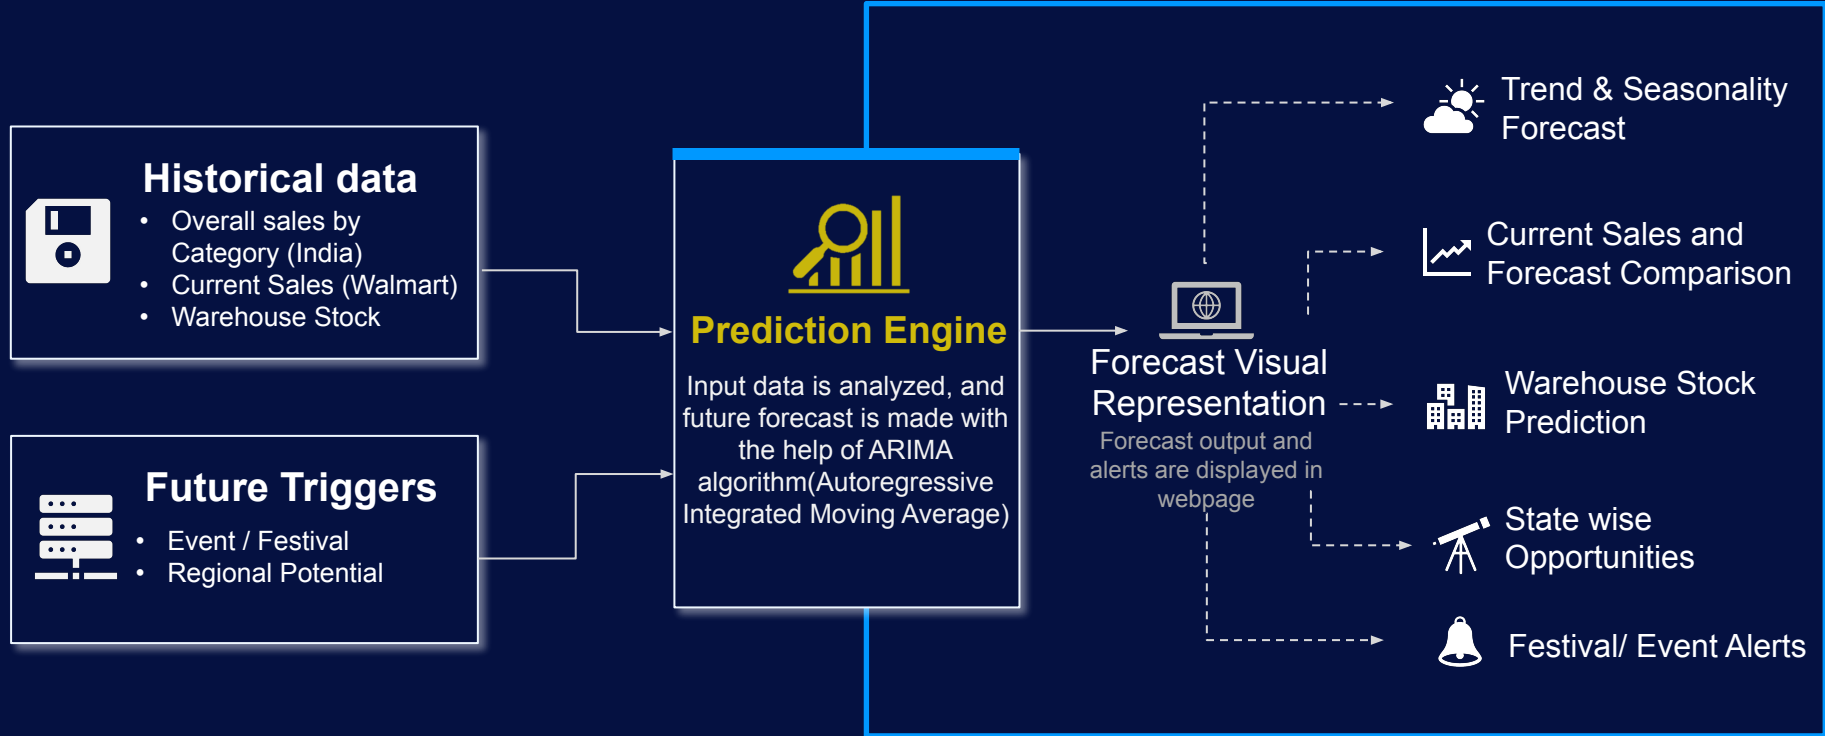 Historical data
• Overall sales by
Category (India)
• Current Sales (Walmart)
• Warehouse Stock
Future Triggers
• Event / Festival
• Regional Potential
Prediction Engine
Input data is analyzed, and
future forecast is made with
the help of ARIMA
algorithm(Autoregressive
Integrated Moving Average)
Forecast Visual
Representation
Forecast output and
alerts are displayed in
webpage
Trend & Seasonality
Forecast
Current Sales and
Forecast Comparison
Warehouse Stock
Prediction
State wise
Opportunities
Festival/ Event Alerts